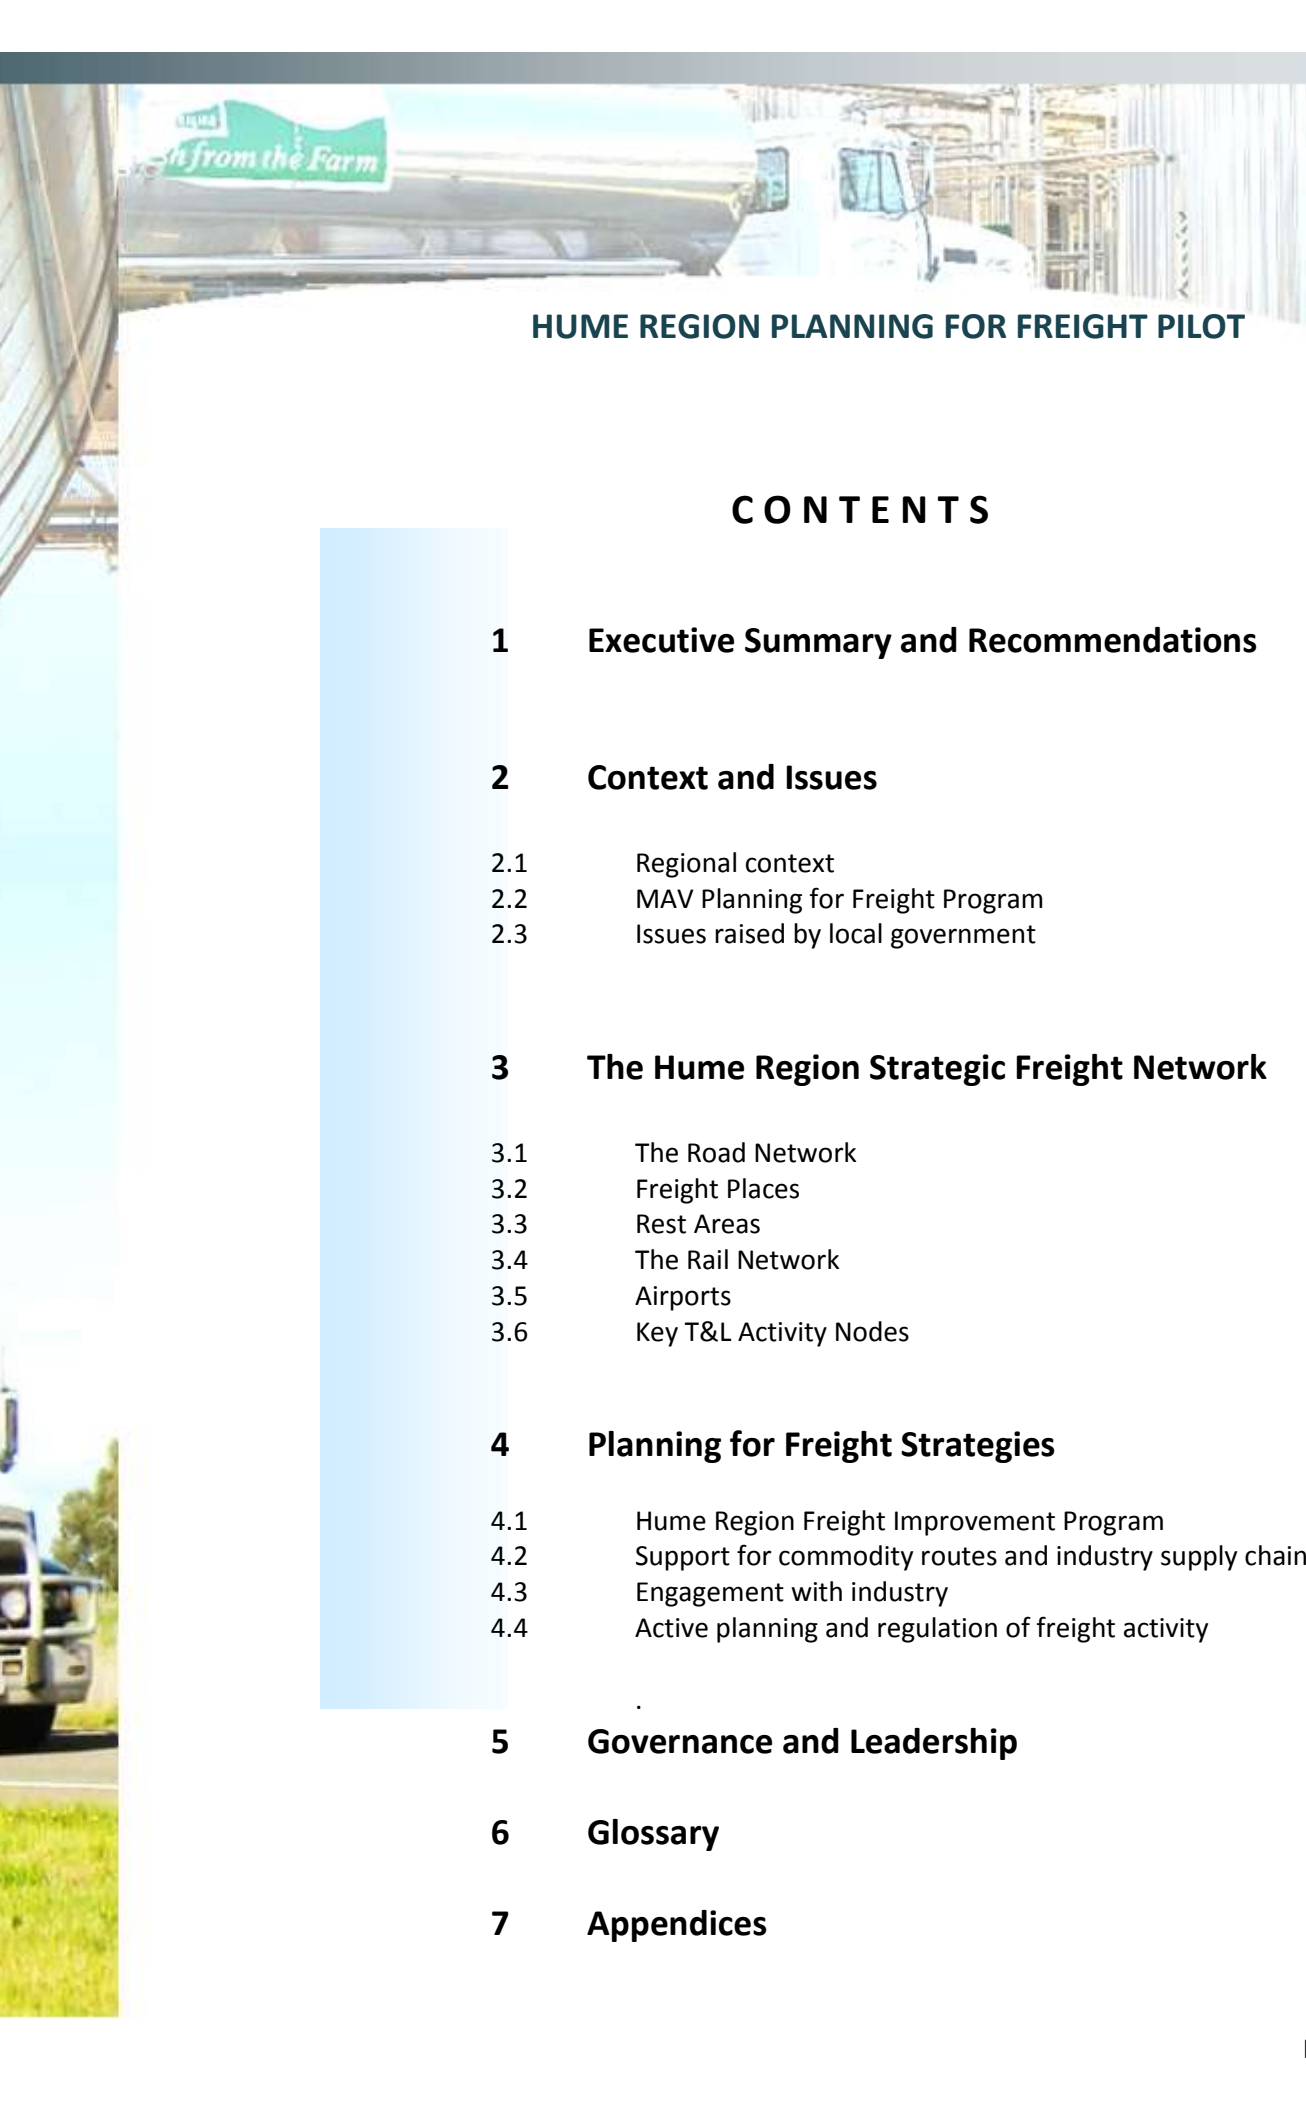 from the Farm
HUME REGION PLANNING FOR FREIGHT PILOT
CONTENTS
1 Executive Summary and Recommendations
2 Context and Issues
2.1 Regional context
2.2 MAV Planning for Freight Program
2.3 Issues raised by local government
3 The Hume Region Strategic Freight Network
3.1 The Road Network
3.2 Freight Places
3.3 Rest Areas
3.4 The Rail Network
3.5 Airports
3.6 Key T&L Activity Nodes
4 Planning for Freight Strategies
4.1 Hume Region Freight Improvement Program
4.2 Support for commodity routes and industry supply chain
4.3 Engagement with industry
4.4 Active planning and regulation of freight activity
.
5 Governance and Leadership
6 Glossary
7 Appendices